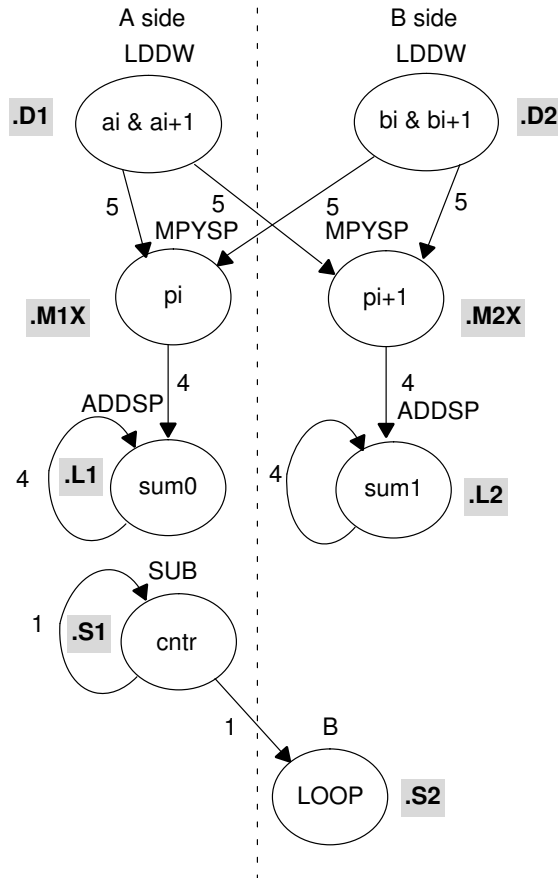 A side B side
LDDW LDDW
.D1 ai & ai+1 bi & bi+1 .D2
5 5 5 5
MPYSP MPYSP
pi pi+1
.M1X .M2X
4 4
ADDSP ADDSP
4 .L1 sum0 4 sum1 .L2
SUB
1 .S1 cntr
1 B
LOOP .S2